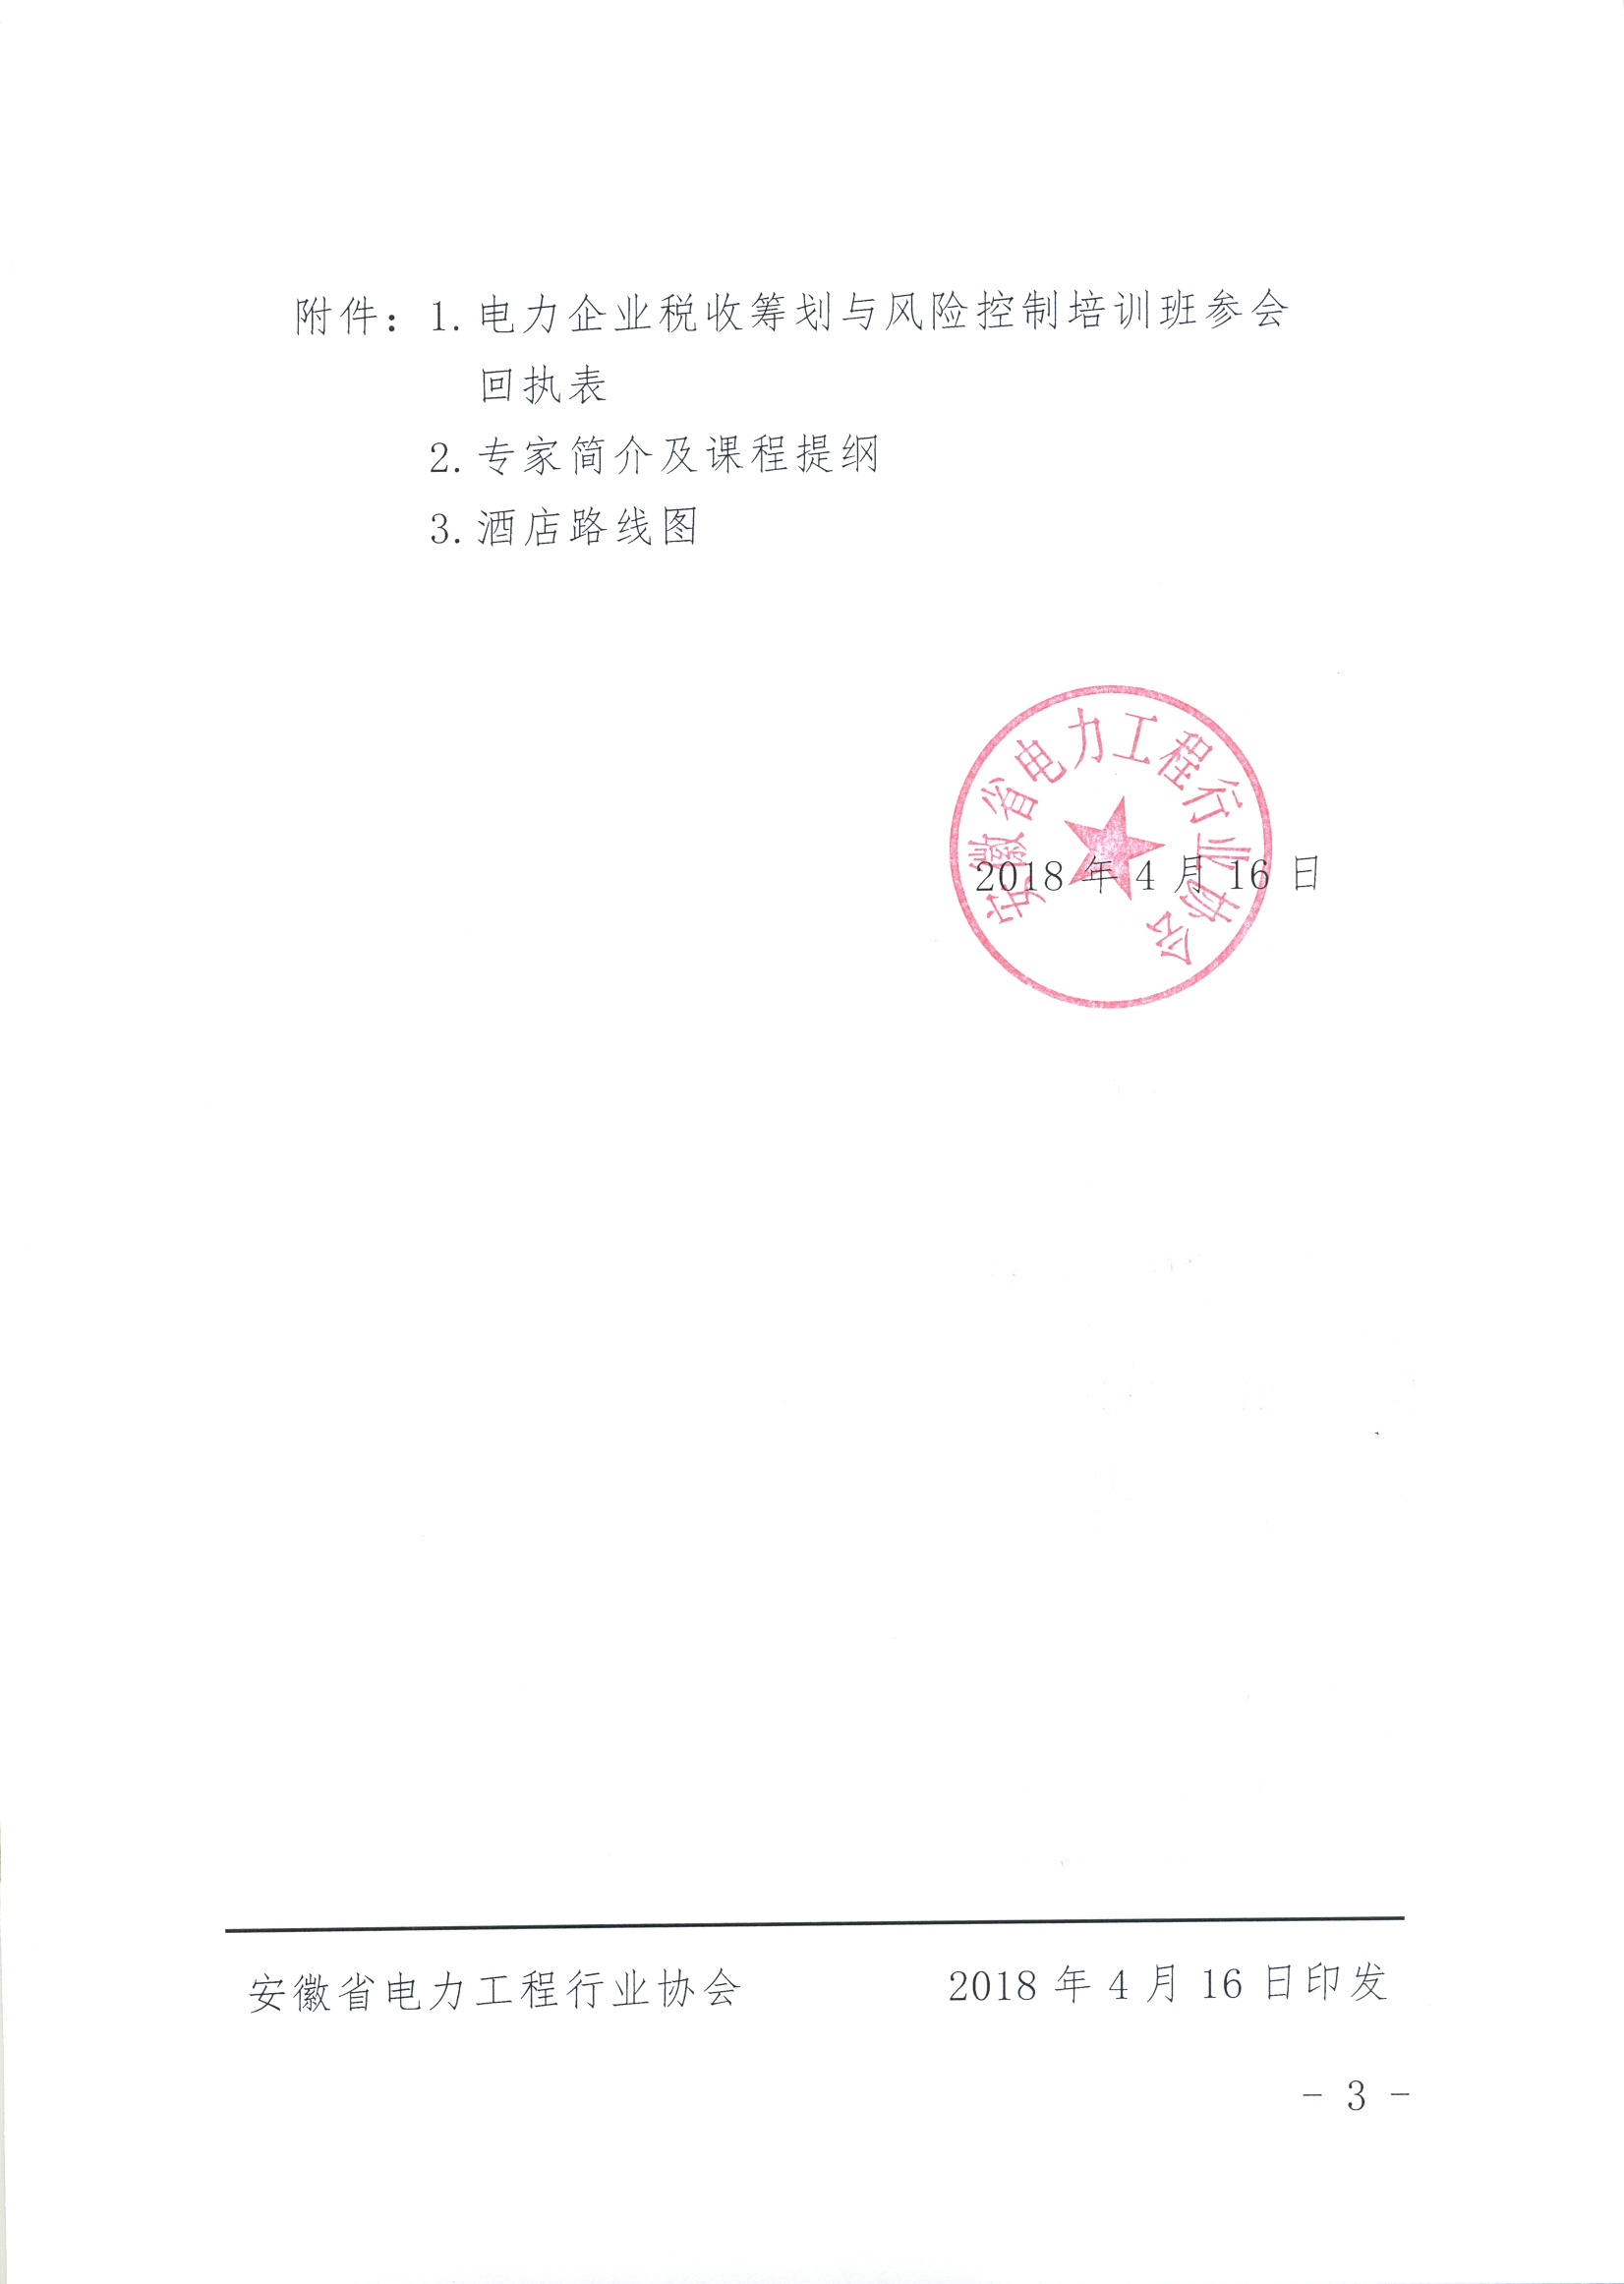 附件：1.电力企业税收筹划与风险控制培训班参会
回执表
2.专家简介及课程提纲
3.酒店路线图
安徽省电力工程行业协会
2018年4月16日
安徽省电力工程行业协会 2018年4月16日印发
- 3 -